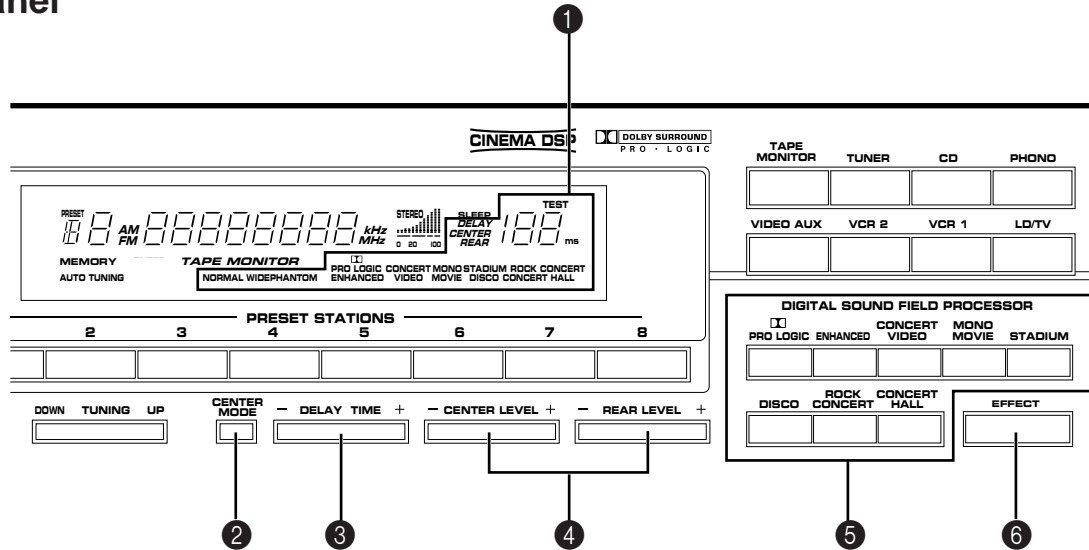 anel
1
CINEMA DSP
DOLBY SURROUND
PRO · LOGIC
TAPE MONITOR TUNER CD PHONO
VIDEO AUX VCR 2 VCR 1 LD/TV
PRESET
AM
FM
kHz
MHz
STEREO
0 20 100
SLEEP
DELAY
CENTER
REAR
TEST
ms
MEMORY
TAPE MONITOR
AUTO TUNING
NORMAL WIDE PHANTOM
PRO LOGIC CONCERT MONO STADIUM ROCK CONCERT
ENHANCED VIDEO MOVIE DISCO CONCERT HALL
PRESET STATIONS
2 3 4 5 6 7 8
DOWN TUNING UP
CENTER MODE
– DELAY TIME +
– CENTER LEVEL +
– REAR LEVEL +
DIGITAL SOUND FIELD PROCESSOR
PRO LOGIC ENHANCED CONCERT VIDEO MONO MOVIE STADIUM
DISCO ROCK CONCERT CONCERT HALL
EFFECT
2 3 4 5 6